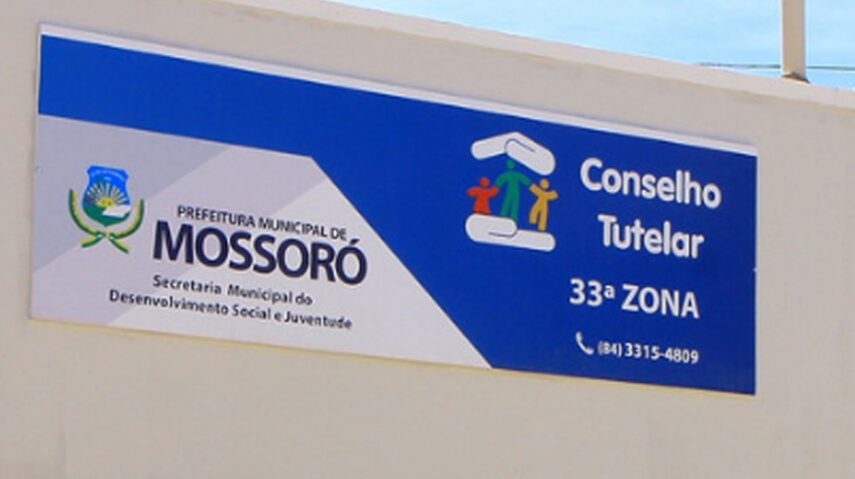 PREFEITURA MUNICIPAL DE
MOSSORÓ
Secretaria Municipal do
Desenvolvimento Social e Juventude
Conselho
Tutelar
33ª ZONA
(84) 3315-4809